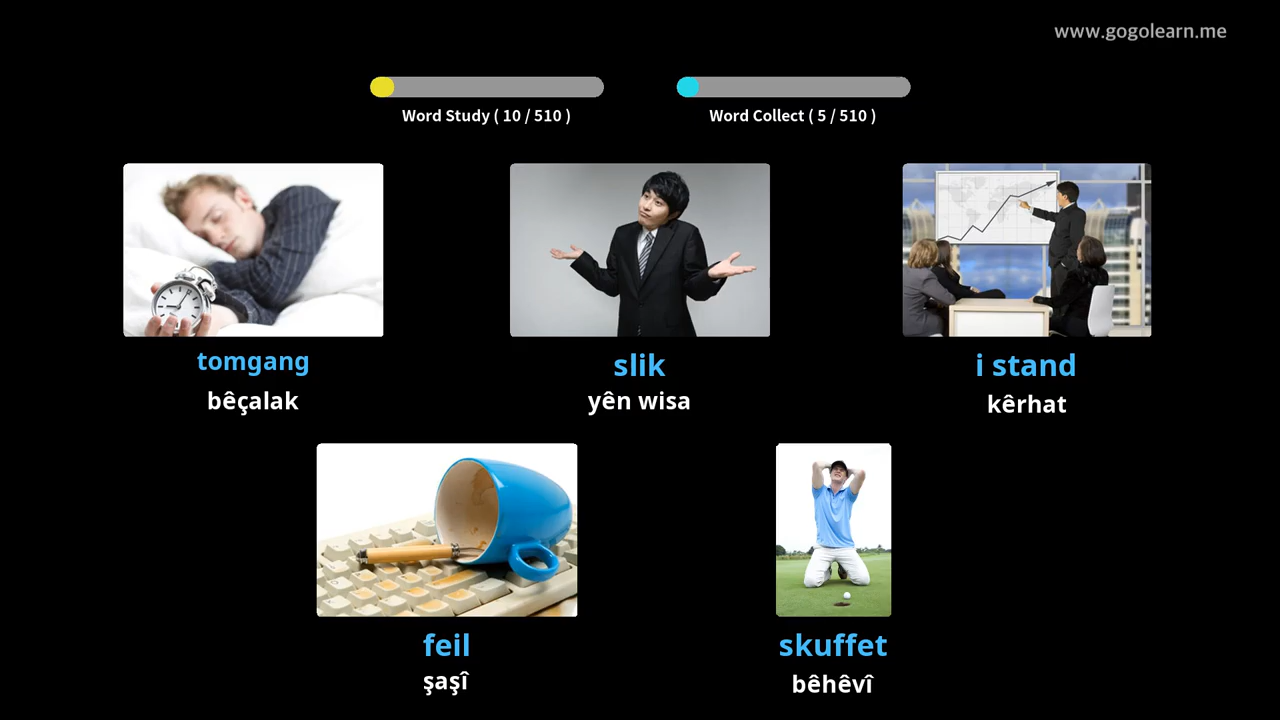 www.gogolearn.me
Word Study ( 10 / 510 )
Word Collect ( 5 / 510 )
tomgang
slik
i stand
bêçalak
yên wisa
kêrhat
feil
skuffet
şaşî
bêhêvî